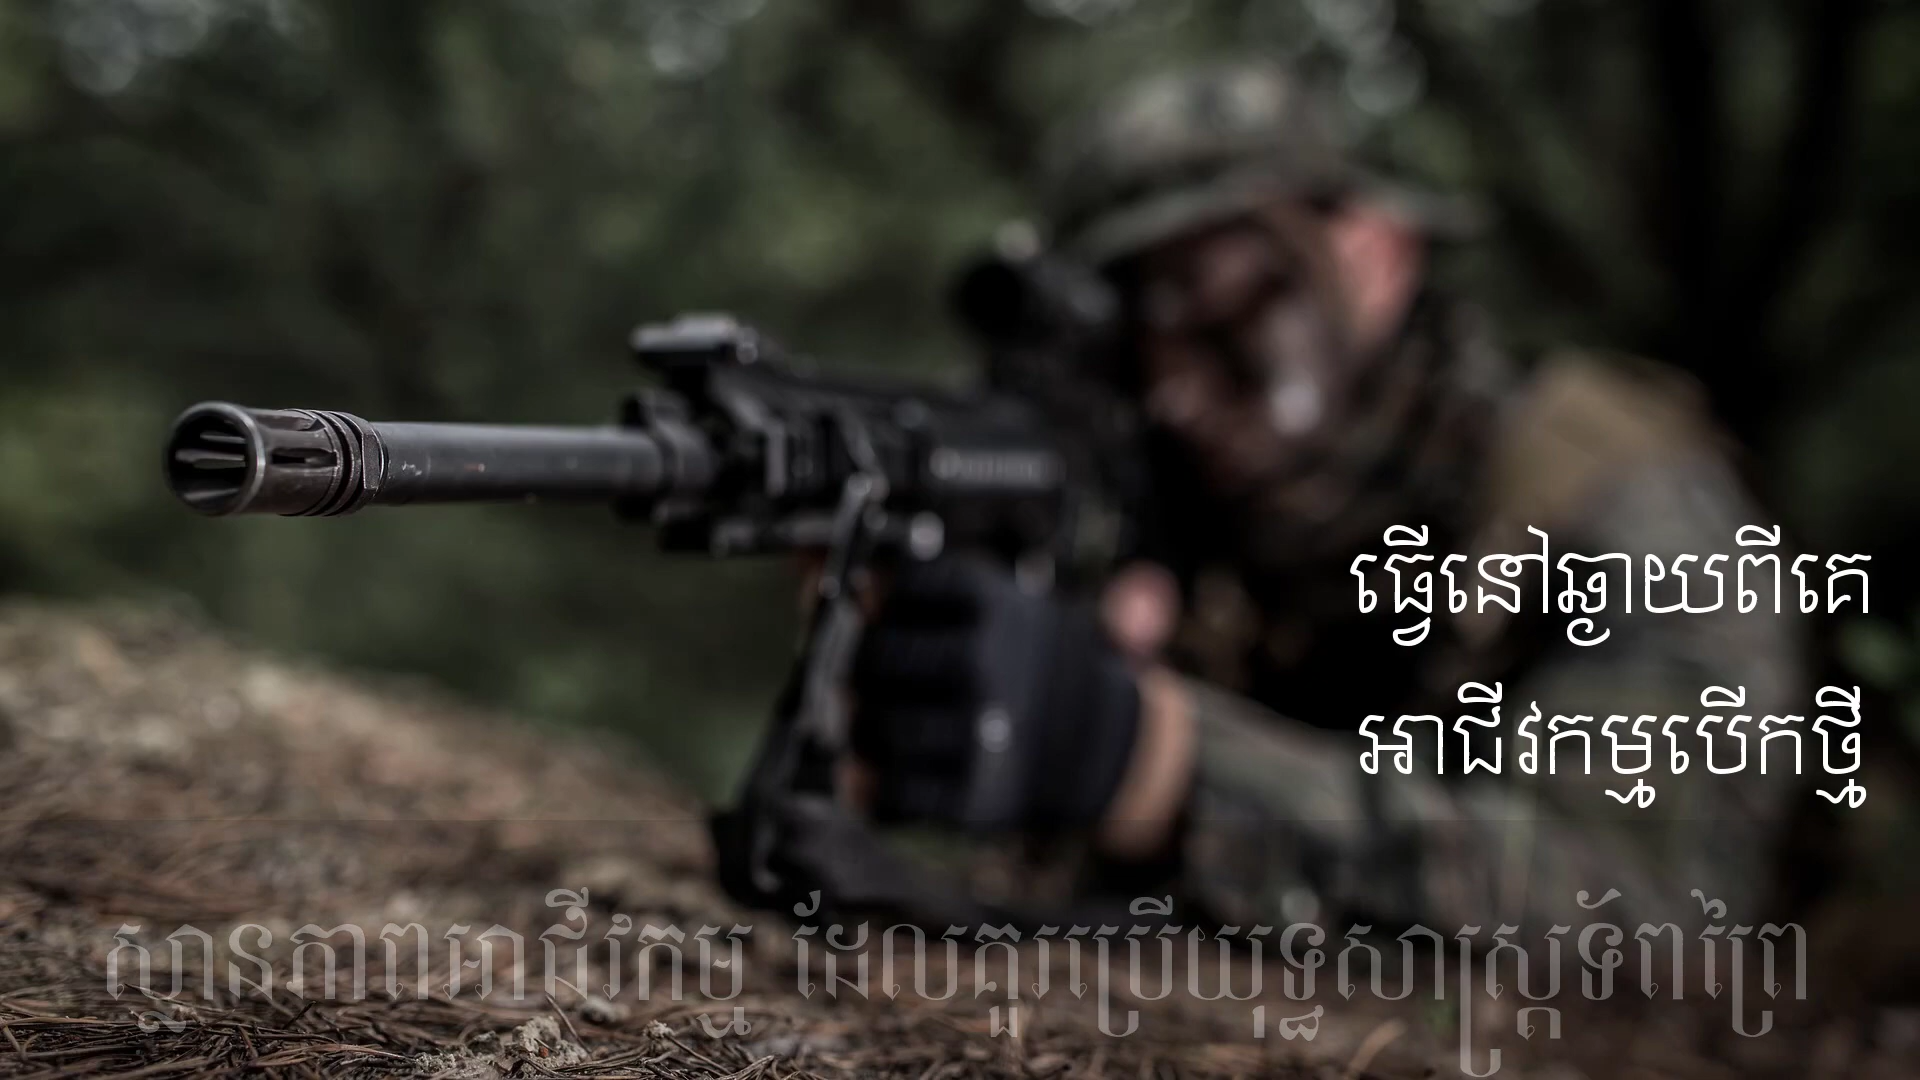 ធ្វើនៅឆ្ងាយពីគេ
អាជីវកម្មបើកថ្មី
ស្ថានភាពអាជីវកម្ម ដែលគួរប្រើយុទ្ធសាស្ត្រទ័ពព្រៃ